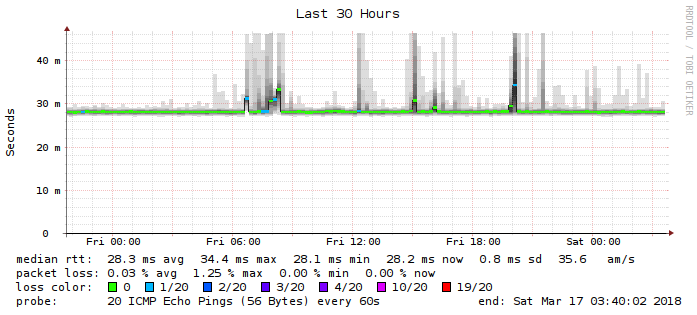 Last 30 Hours
RRDTOOL / TOBI OETIKER
Seconds
40 m
30 m
20 m
10 m
0
Fri 00:00 Fri 06:00 Fri 12:00 Fri 18:00 Sat 00:00
median rtt: 28.3 ms avg 34.4 ms max 28.1 ms min 28.2 ms now 0.8 ms sd 35.6 am/s
packet loss: 0.03 % avg 1.25 % max 0.00 % min 0.00 % now
loss color: 0 1/20 2/20 3/20 4/20 10/20 19/20
probe: 20 ICMP Echo Pings (56 Bytes) every 60s end: Sat Mar 17 03:40:02 2018